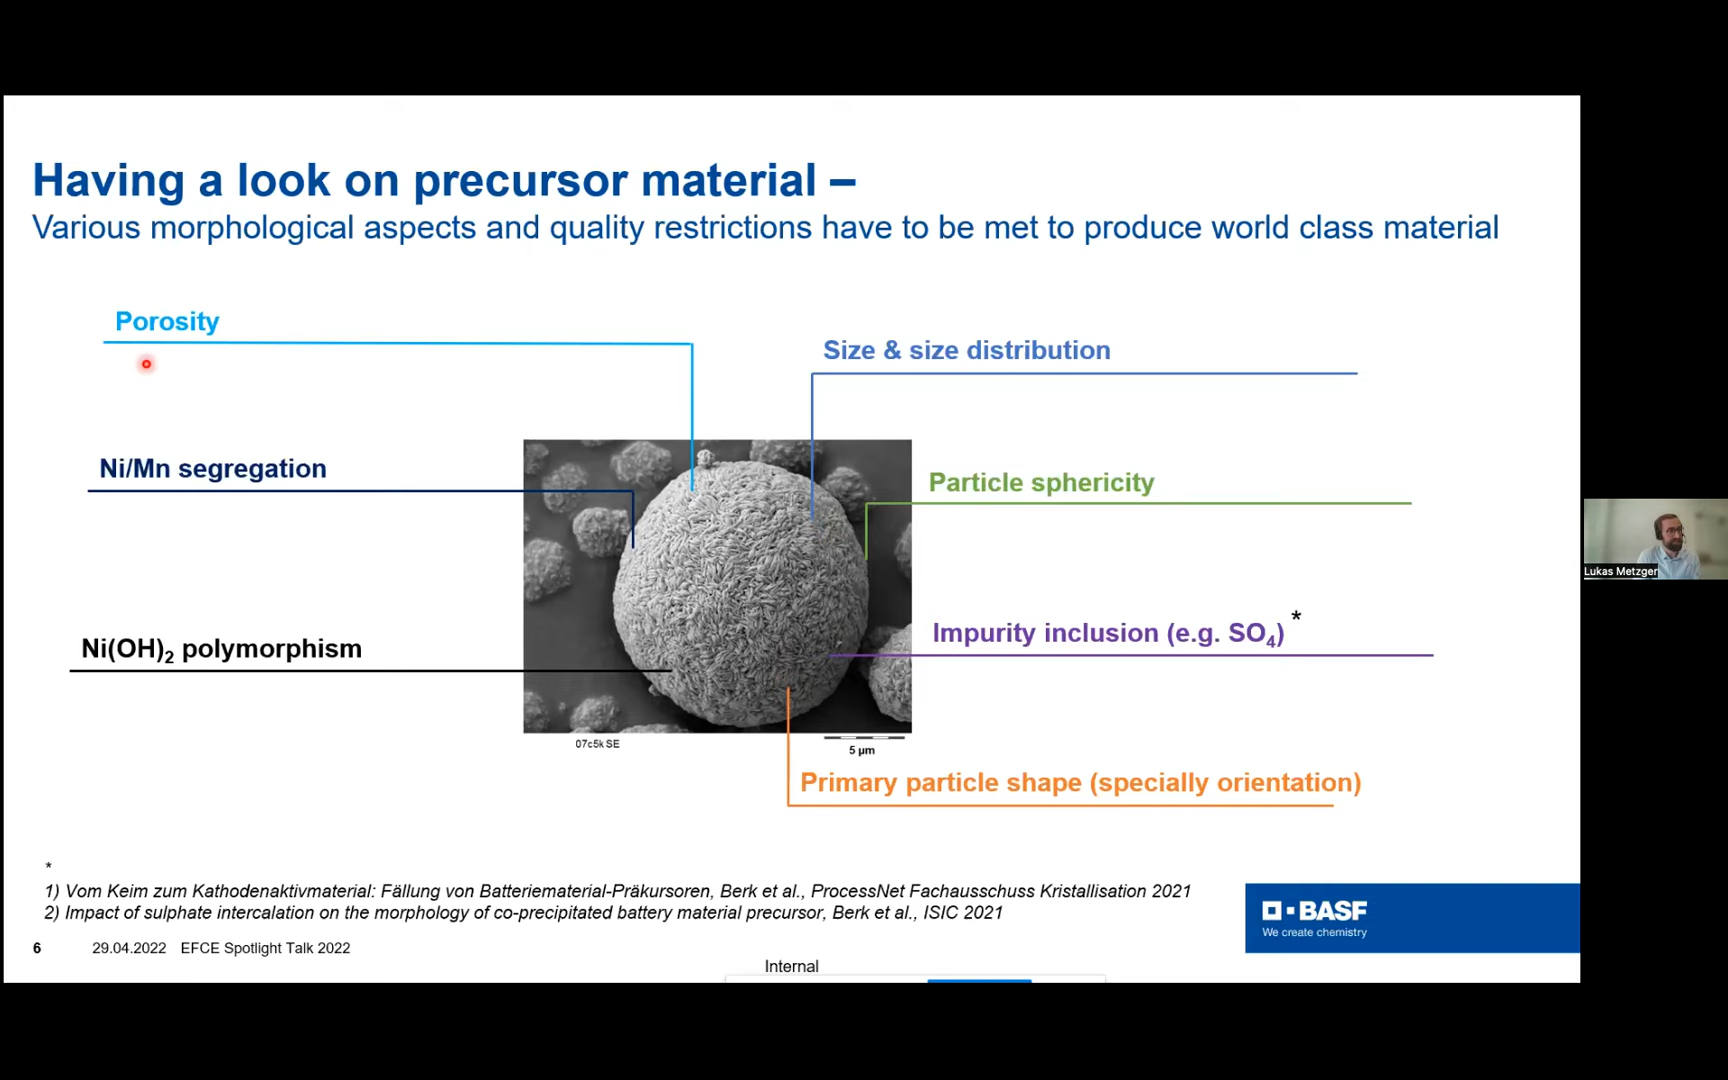 Having a look on precursor material –
Various morphological aspects and quality restrictions have to be met to produce world class material
Porosity
Size & size distribution
Ni/Mn segregation
Particle sphericity
Ni(OH)₂ polymorphism
Impurity inclusion (e.g. SO₄) *
07c5k SE
5 µm
Primary particle shape (specially orientation)
*
1) Vom Keim zum Kathodenaktivmaterial: Fällung von Batteriematerial-Präkursoren, Berk et al., ProcessNet Fachausschuss Kristallisation 2021
2) Impact of sulphate intercalation on the morphology of co-precipitated battery material precursor, Berk et al., ISIC 2021
6 29.04.2022 EFCE Spotlight Talk 2022
Internal
BASF
We create chemistry
Lukas Metzger